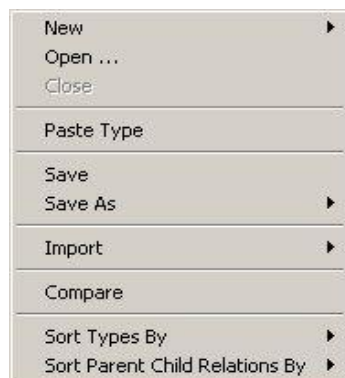 New
Open ...
Close
Paste Type
Save
Save As
Import
Compare
Sort Types By
Sort Parent Child Relations By